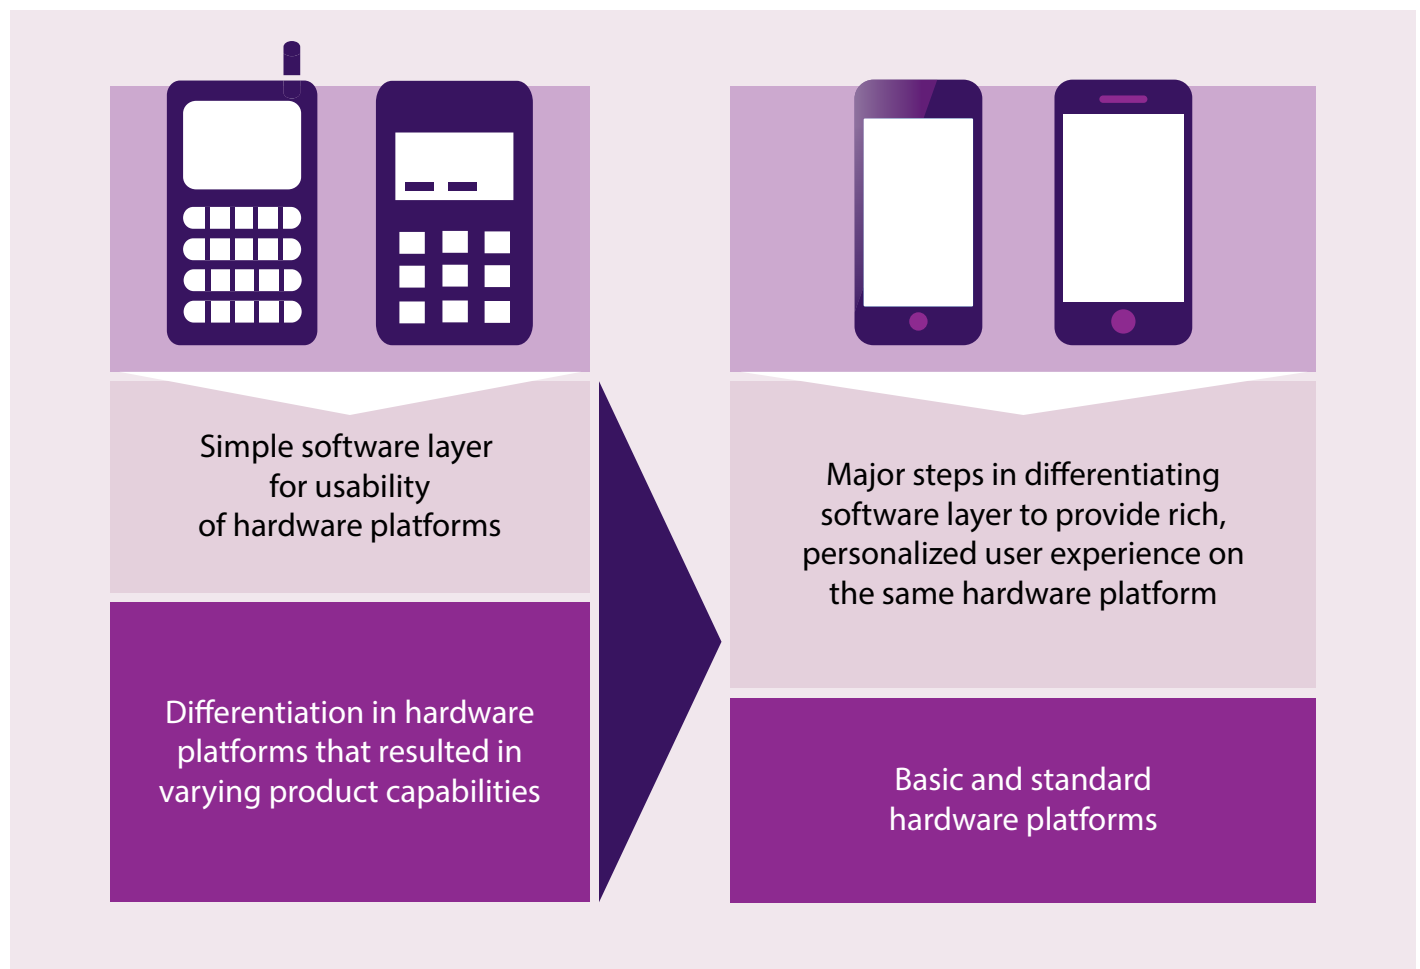 Simple software layer
for usability
of hardware platforms
Differentiation in hardware
platforms that resulted in
varying product capabilities
Major steps in differentiating
software layer to provide rich,
personalized user experience on
the same hardware platform
Basic and standard
hardware platforms